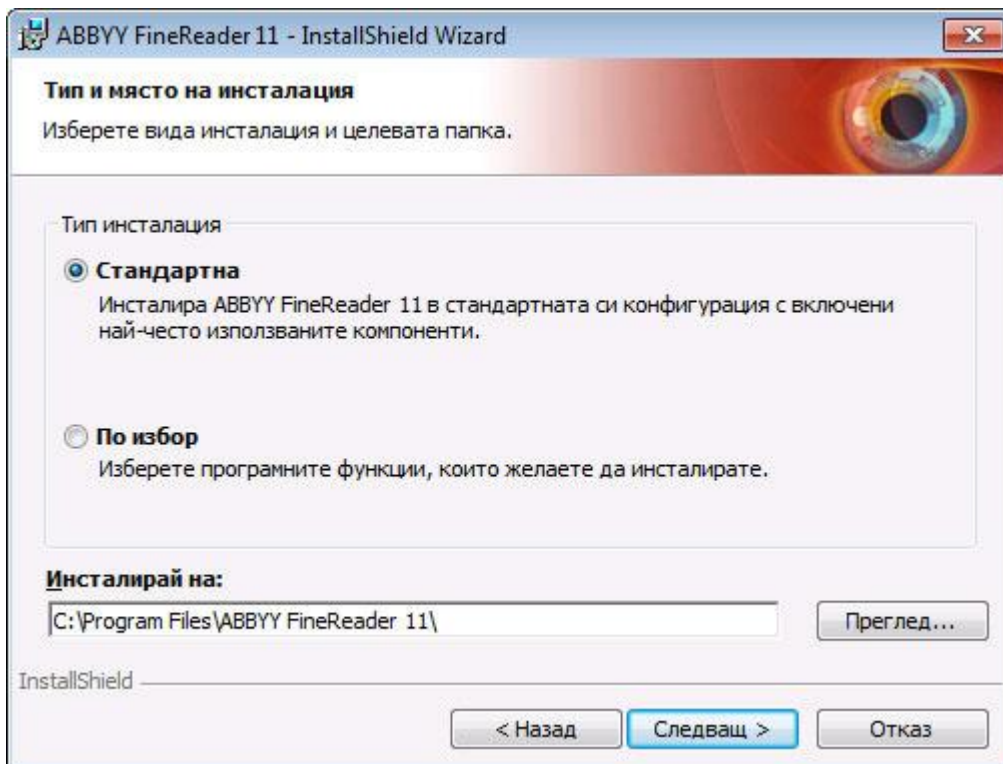 ABBYY FineReader 11 - InstallShield Wizard
Тип и място на инсталация
Изберете вида инсталация и целевата папка.
Тип инсталация
Стандартна
Инсталира ABBYY FineReader 11 в стандартната си конфигурация с включени
най-често използваните компоненти.
По избор
Изберете програмните функции, които желаете да инсталирате.
Инсталирай на:
C:\Program Files\ABBYY FineReader 11\
Преглед...
InstallShield
< Назад
Следващ >
Отказ